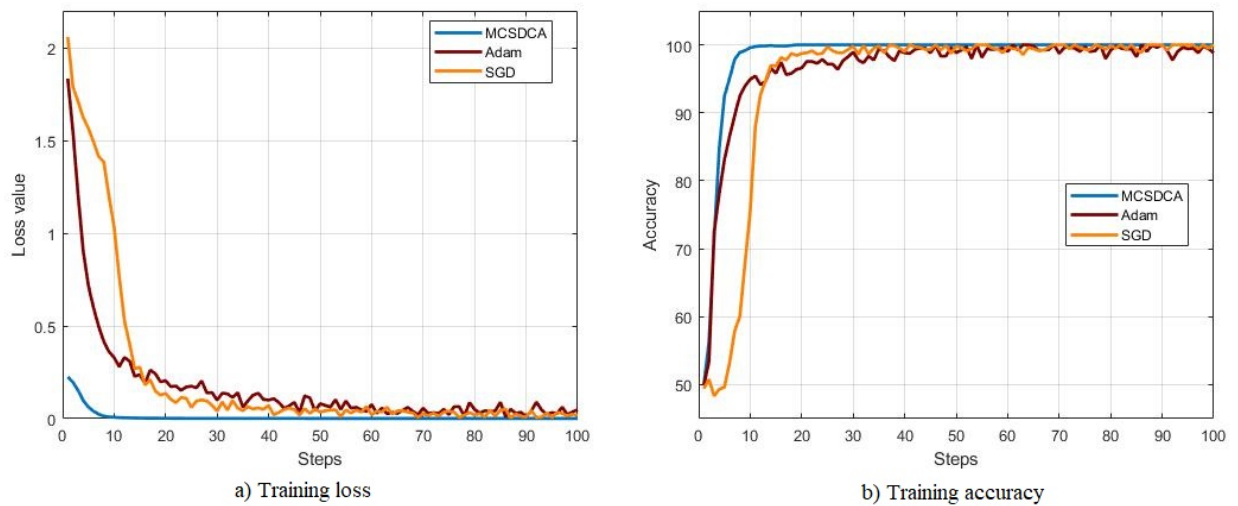 MCSDCA
Adam
SGD
2
1.5
1
0.5
0
Loss value
0 10 20 30 40 50 60 70 80 90 100
Steps
a) Training loss
100
90
80
70
60
50
Accuracy
MCSDCA
Adam
SGD
0 10 20 30 40 50 60 70 80 90 100
Steps
b) Training accuracy